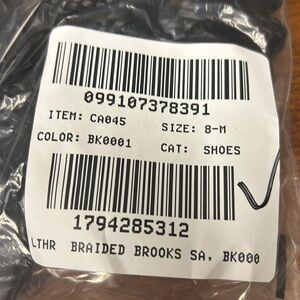 099107378391
ITEM: CA045 SIZE: 8-M
COLOR: BK0001 CAT: SHOES
1794285312
LTHR BRAIDED BROOKS SA, BK000